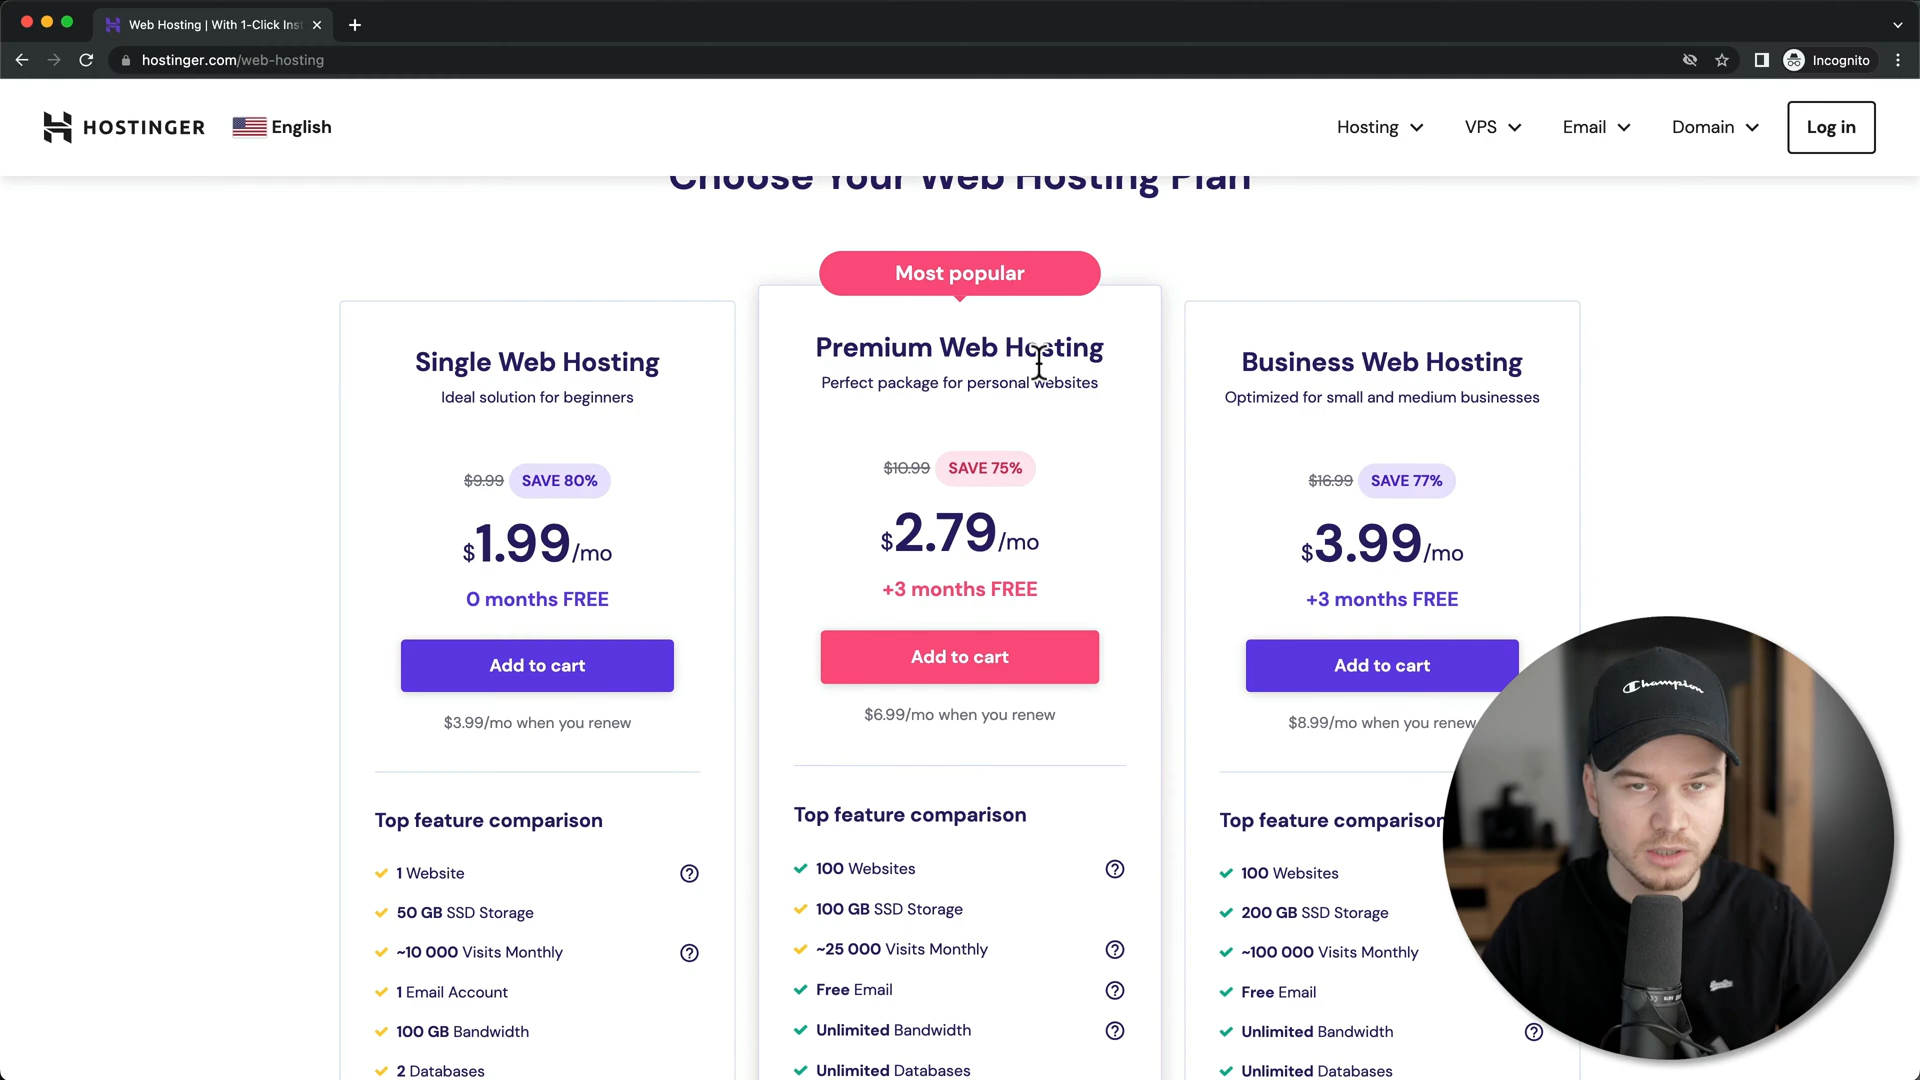 Web Hosting | With 1-Click Inst
hostinger.com/web-hosting
Incognito
HOSTINGER
English
Hosting
VPS
Email
Domain
Log in
Choose Your Web Hosting Plan
Most popular
Single Web Hosting
Ideal solution for beginners
$9.99 SAVE 80%
$1.99/mo
0 months FREE
Add to cart
$3.99/mo when you renew
Top feature comparison
1 Website
50 GB SSD Storage
~10 000 Visits Monthly
1 Email Account
100 GB Bandwidth
2 Databases
Premium Web Hosting
Perfect package for personal websites
$10.99 SAVE 75%
$2.79/mo
+3 months FREE
Add to cart
$6.99/mo when you renew
Top feature comparison
100 Websites
100 GB SSD Storage
~25 000 Visits Monthly
Free Email
Unlimited Bandwidth
Unlimited Databases
Business Web Hosting
Optimized for small and medium businesses
$16.99 SAVE 77%
$3.99/mo
+3 months FREE
Add to cart
$8.99/mo when you renew
Top feature comparison
100 Websites
200 GB SSD Storage
~100 000 Visits Monthly
Free Email
Unlimited Bandwidth
Unlimited Databases
Champion